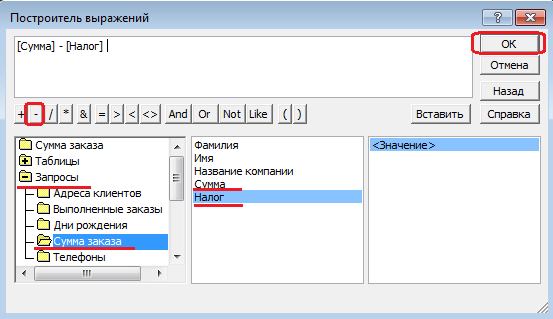 Построитель выражений
[Сумма] - [Налог]
ОК
Отмена
Назад
+ - / * & = > < <> And Or Not Like ( ) Вставить Справка
Сумма заказа
Таблицы
Запросы
Адреса клиентов
Выполненные заказы
Дни рождения
Сумма заказа
Телефоны
Фамилия
Имя
Название компании
Сумма
Налог
<Значение>